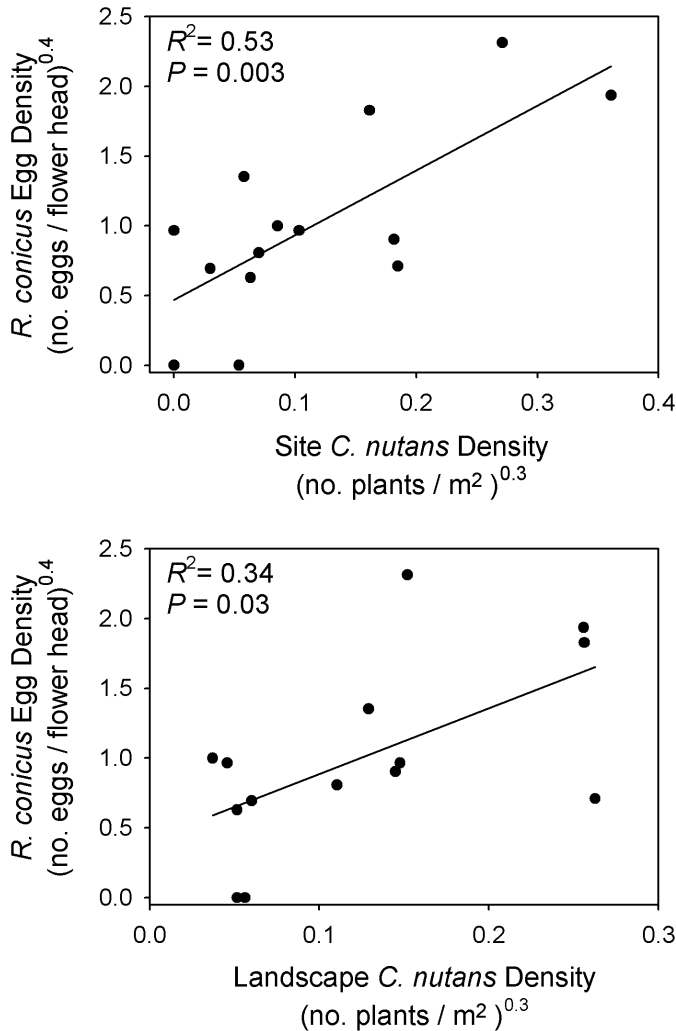 R. conicus Egg Density
(no. eggs / flower head)^0.4
2.5
2.0
1.5
1.0
0.5
0.0
R² = 0.53
P = 0.003
0.0 0.1 0.2 0.3 0.4
Site C. nutans Density
(no. plants / m² )^0.3
R. conicus Egg Density
(no. eggs / flower head)^0.4
2.5
2.0
1.5
1.0
0.5
0.0
R² = 0.34
P = 0.03
0.0 0.1 0.2 0.3
Landscape C. nutans Density
(no. plants / m² )^0.3